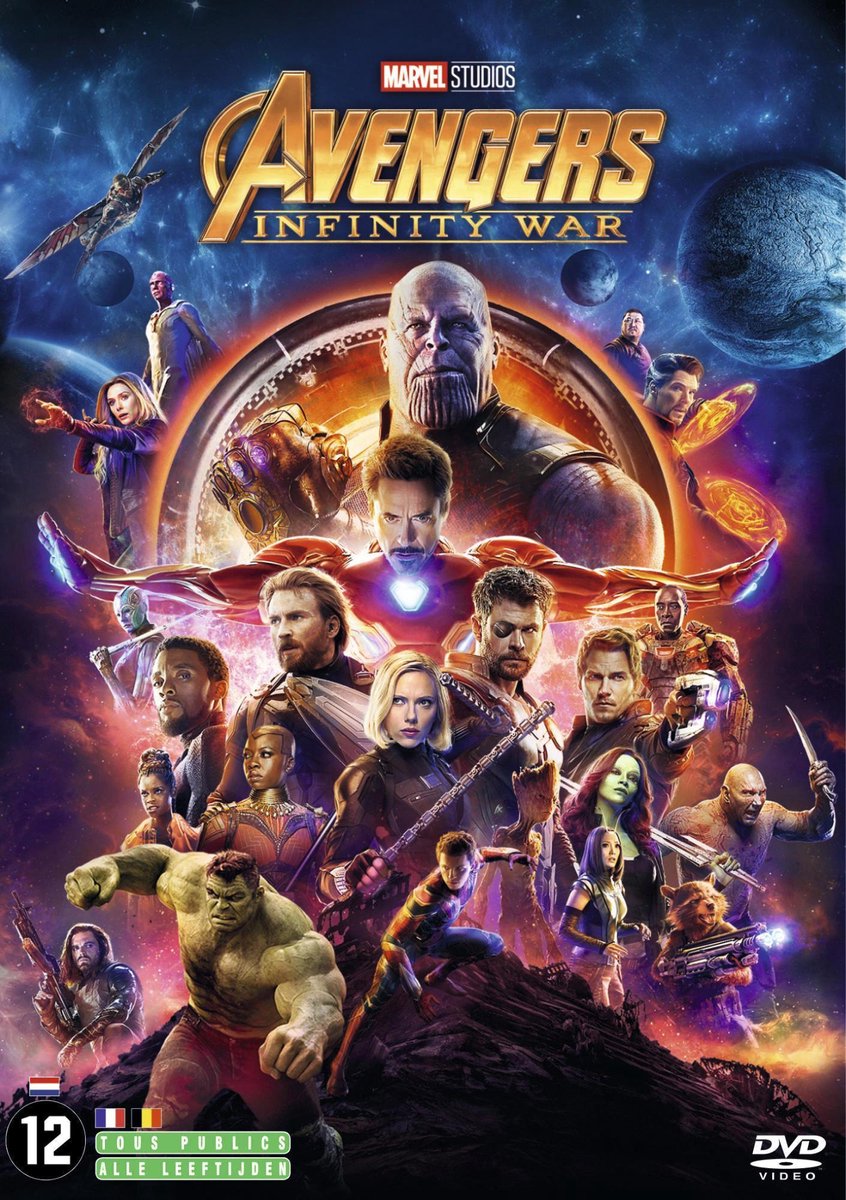 MARVEL STUDIOS
AVENGERS
INFINITY WAR
12
TOUS PUBLICS
ALLE LEEFTIJDEN
DVD
VIDEO